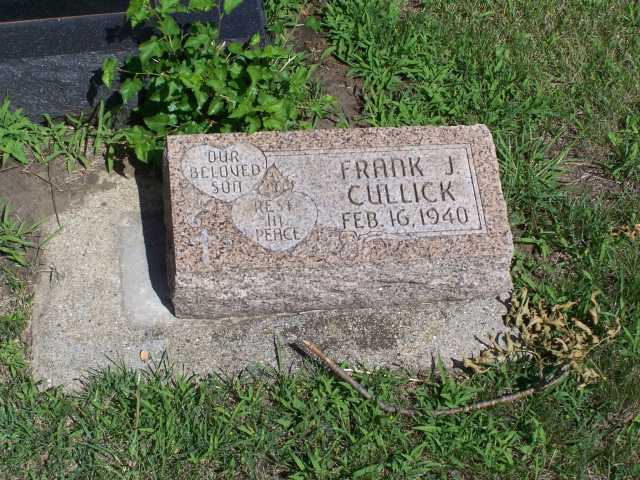 OUR
BELOVED
SON
REST
IN
PEACE
FRANK J.
CULLICK
FEB. 16, 1940